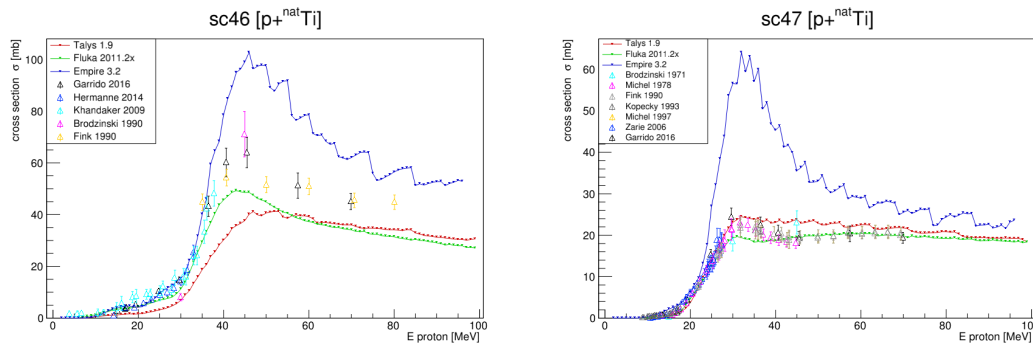 sc46 [p+natTi]
cross section σ [mb]
100
80
60
40
20
0
Talys 1.9
Fluka 2011.2x
Empire 3.2
Garrido 2016
Hermanne 2014
Khandaker 2009
Brodzinski 1990
Fink 1990
0 20 40 60 80 100
E proton [MeV]
sc47 [p+natTi]
cross section σ [mb]
60
50
40
30
20
10
0
Talys 1.9
Fluka 2011.2x
Empire 3.2
Brodzinski 1971
Michel 1978
Fink 1990
Kopecky 1993
Michel 1997
Zarie 2006
Garrido 2016
0 20 40 60 80 100
E proton [MeV]